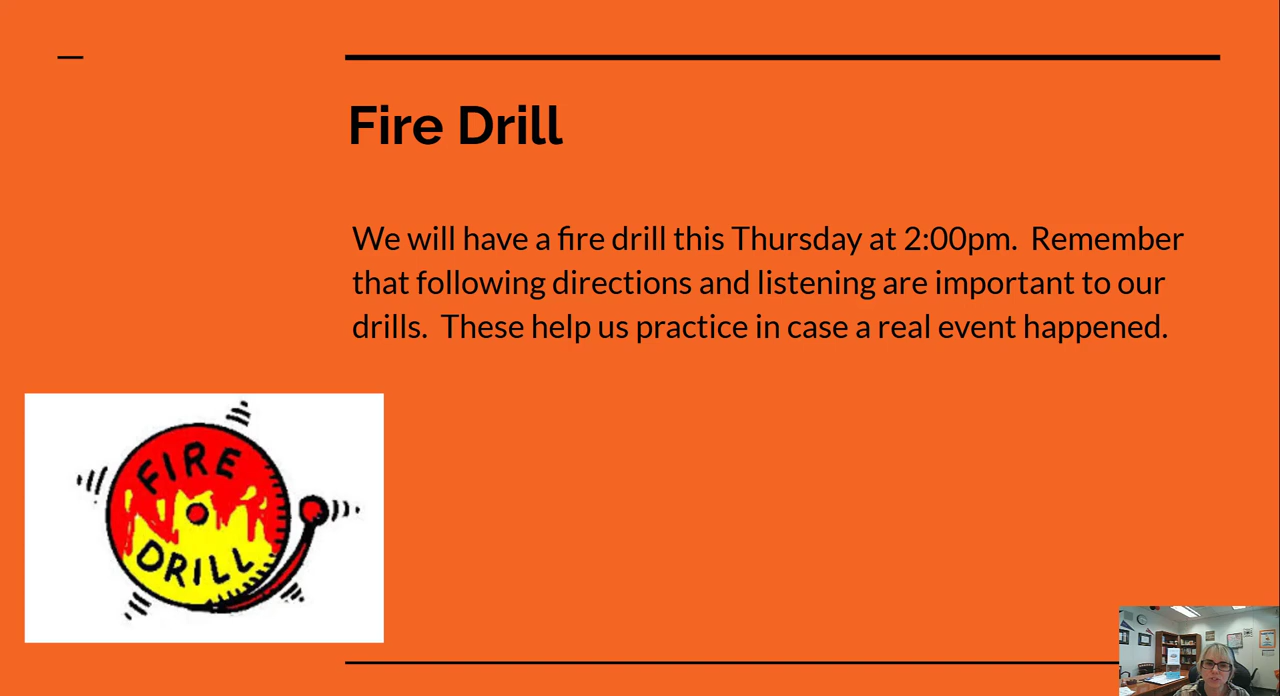 Fire Drill
We will have a fire drill this Thursday at 2:00pm.  Remember
that following directions and listening are important to our
drills.  These help us practice in case a real event happened.
FIRE
DRILL